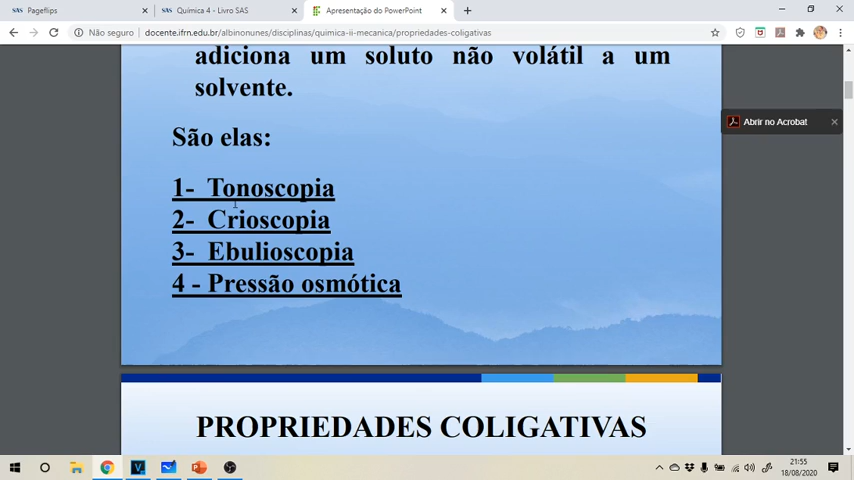 Pageflips
Química 4 - Livro SAS
Apresentação do PowerPoint
Não seguro
docente.ifrn.edu.br/albinonunes/disciplinas/quimica-ii-mecanica/propriedades-coligativas
adiciona um soluto não volátil a um
solvente.
Abrir no Acrobat
São elas:
1- Tonoscopia
2- Crioscopia
3- Ebulioscopia
4 - Pressão osmótica
PROPRIEDADES COLIGATIVAS
21:55
18/08/2020